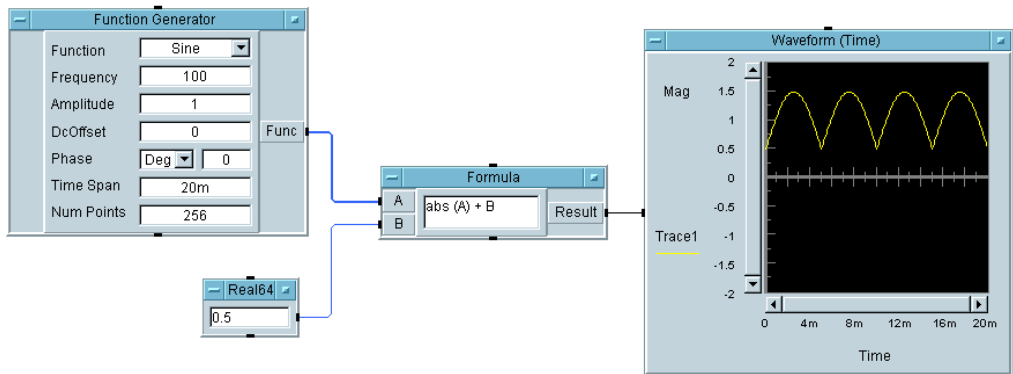 Function Generator
Function Sine
Frequency 100
Amplitude 1
DcOffset 0
Phase Deg 0
Time Span 20m
Num Points 256
Func
Real64
0.5
Formula
A
B
abs (A) + B
Result
Waveform (Time)
Mag
Trace1
2
1.5
1
0.5
0
-0.5
-1
-1.5
-2
0 4m 8m 12m 16m 20m
Time